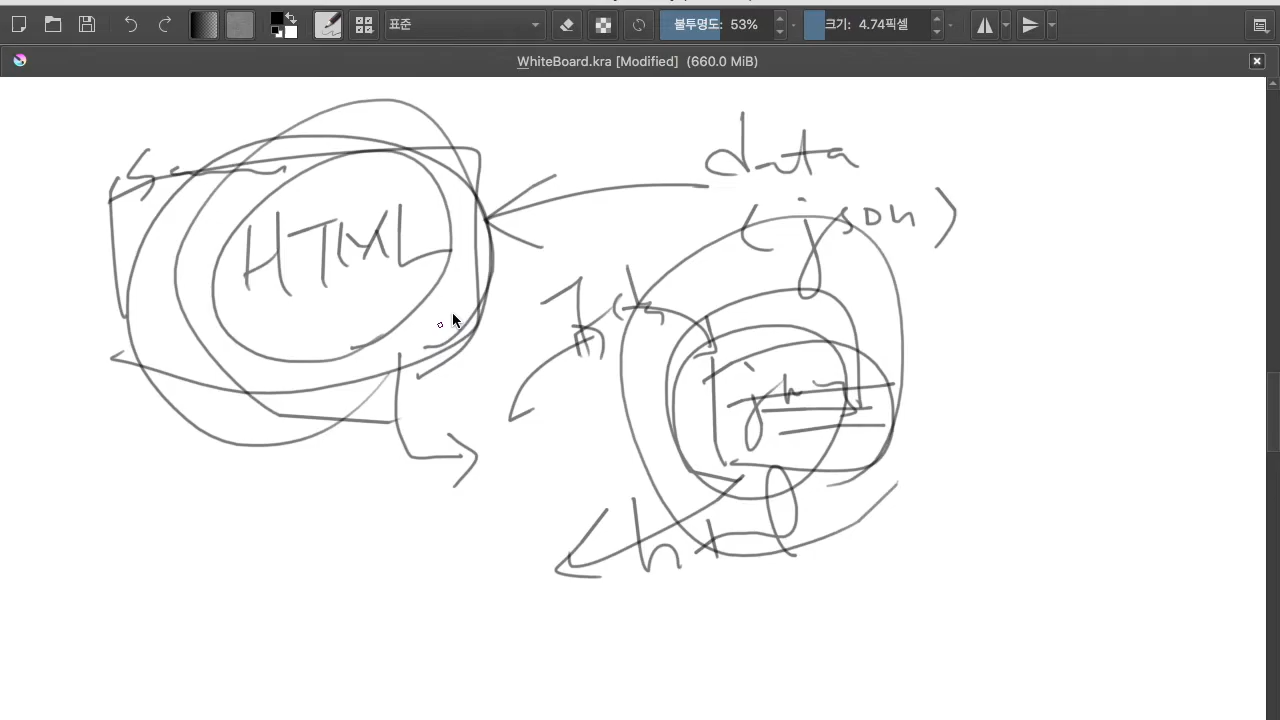 표준
불투명도: 53%
크기: 4.74픽셀
WhiteBoard.kra [Modified] (660.0 MiB)
data
(json)
HTML
html